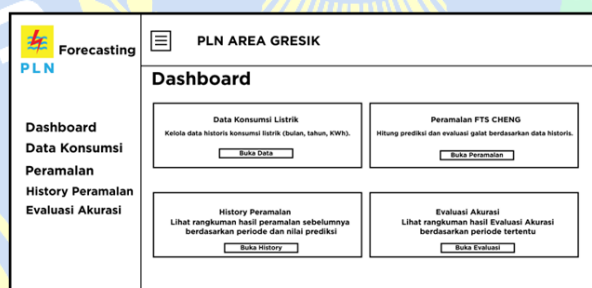 Forecasting
PLN
PLN AREA GRESIK
Dashboard
Data Konsumsi
Peramalan
History Peramalan
Evaluasi Akurasi
Dashboard
Data Konsumsi Listrik
Kelola data historis konsumsi listrik (bulan, tahun, KWh).
Buka Data
Peramalan FTS CHENG
Hitung prediksi dan evaluasi galat berdasarkan data historis.
Buka Peramalan
History Peramalan
Lihat rangkuman hasil peramalan sebelumnya
berdasarkan periode dan nilai prediksi
Buka History
Evaluasi Akurasi
Lihat rangkuman hasil Evaluasi Akurasi
berdasarkan periode tertentu
Buka Evaluasi